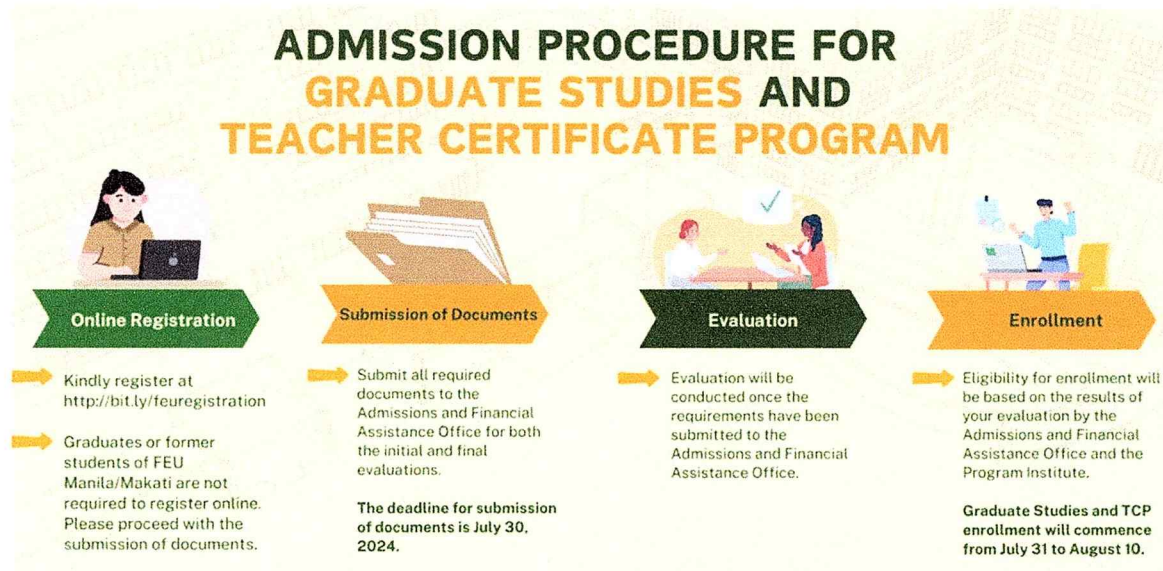 ADMISSION PROCEDURE FOR
GRADUATE STUDIES AND
TEACHER CERTIFICATE PROGRAM
Online Registration
Kindly register at
http://bit.ly/feuregistration
Graduates or former
students of FEU
Manila/Makati are not
required to register online.
Please proceed with the
submission of documents.
Submission of Documents
Submit all required
documents to the
Admissions and Financial
Assistance Office for both
the initial and final
evaluations.
The deadline for submission
of documents is July 30,
2024.
Evaluation
Evaluation will be
conducted once the
requirements have been
submitted to the
Admissions and Financial
Assistance Office.
Enrollment
Eligibility for enrollment will
be based on the results of
your evaluation by the
Admissions and Financial
Assistance Office and the
Program Institute.
Graduate Studies and TCP
enrollment will commence
from July 31 to August 10.